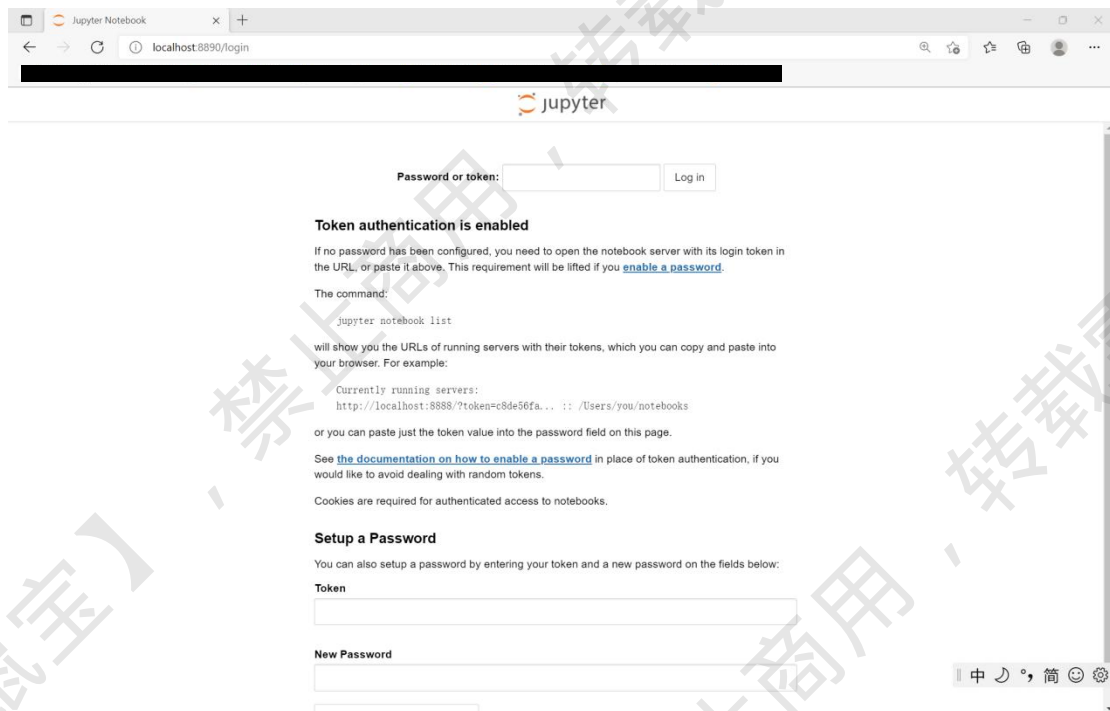 Jupyter Notebook
localhost:8890/login
jupyter
Password or token:
Log in
Token authentication is enabled
If no password has been configured, you need to open the notebook server with its login token in
the URL, or paste it above. This requirement will be lifted if you enable a password.
The command:
jupyter notebook list
will show you the URLs of running servers with their tokens, which you can copy and paste into
your browser. For example:
Currently running servers:
http://localhost:8888/?token=c8de56fa... :: /Users/you/notebooks
or you can paste just the token value into the password field on this page.
See the documentation on how to enable a password in place of token authentication, if you
would like to avoid dealing with random tokens.
Cookies are required for authenticated access to notebooks.
Setup a Password
You can also setup a password by entering your token and a new password on the fields below:
Token
New Password
中 °, 简
，禁止商用，转载